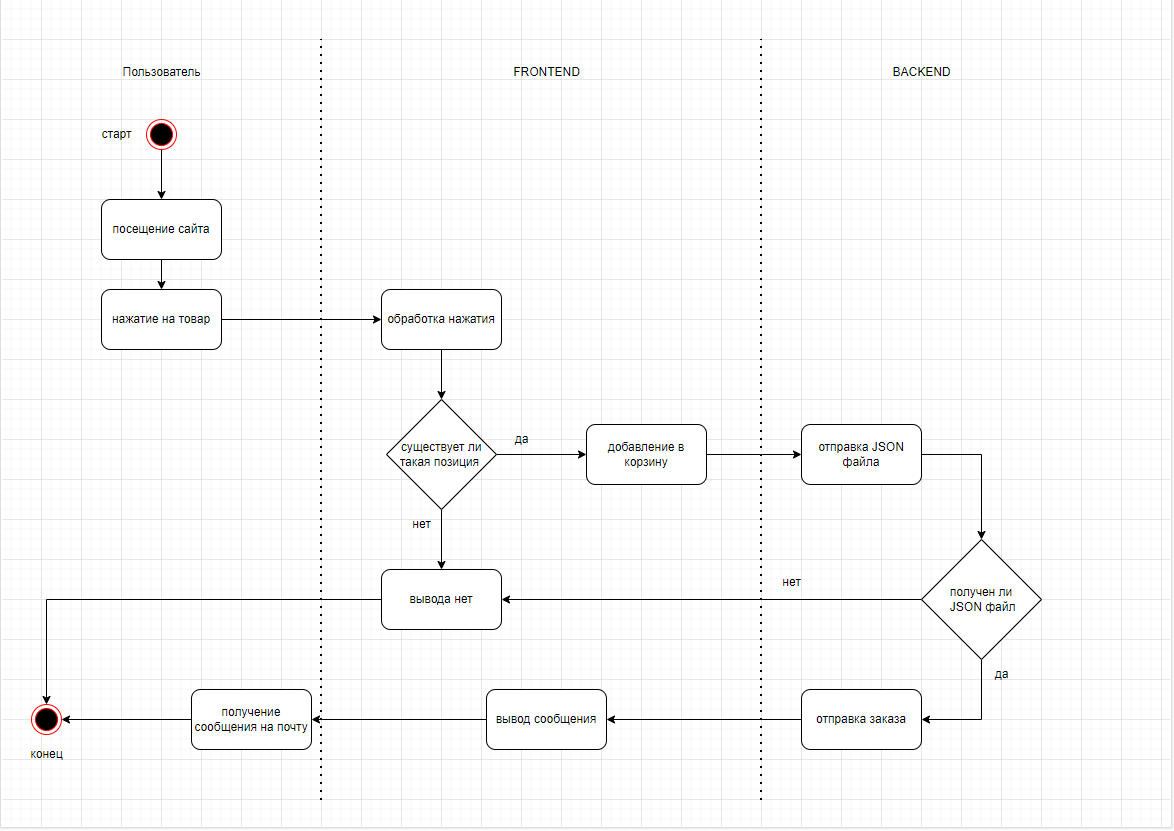 Пользователь
FRONTEND
BACKEND
старт
посещение сайта
нажатие на товар
обработка нажатия
существует ли
такая позиция
да
добавление в
корзину
отправка JSON
файла
нет
нет
получен ли
JSON файл
вывода нет
да
получение
сообщения на почту
вывод сообщения
отправка заказа
конец